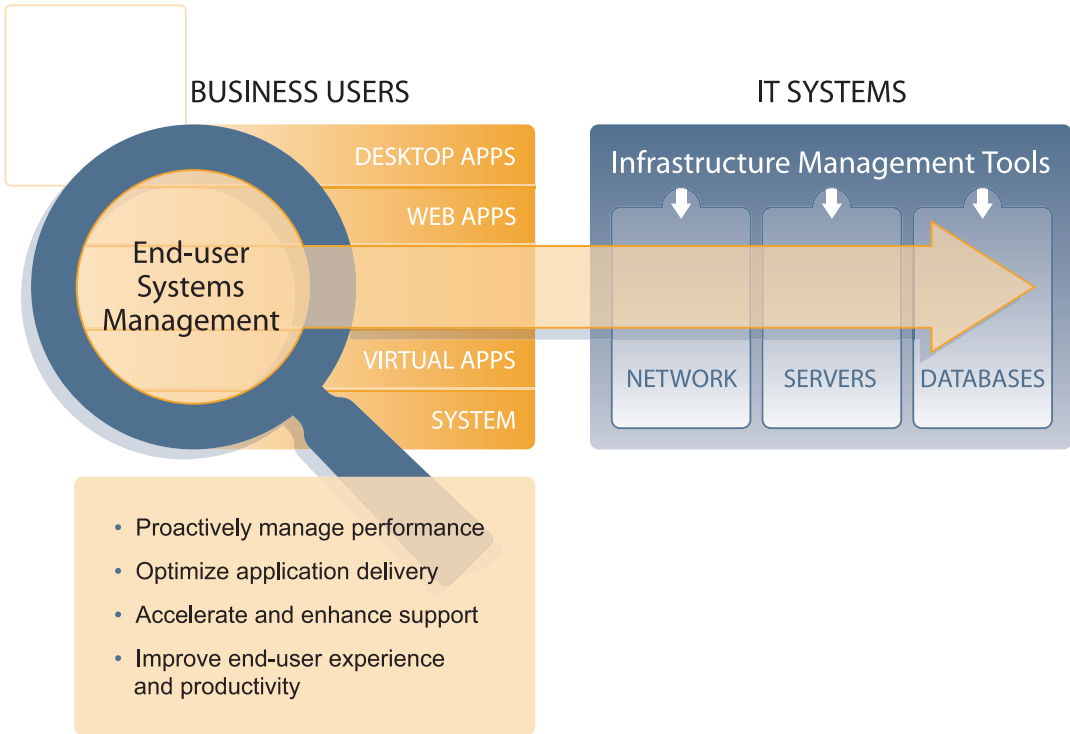 BUSINESS USERS
IT SYSTEMS
DESKTOP APPS
WEB APPS
VIRTUAL APPS
SYSTEM
End-user
Systems
Management
Infrastructure Management Tools
NETWORK
SERVERS
DATABASES
• Proactively manage performance
• Optimize application delivery
• Accelerate and enhance support
• Improve end-user experience
and productivity